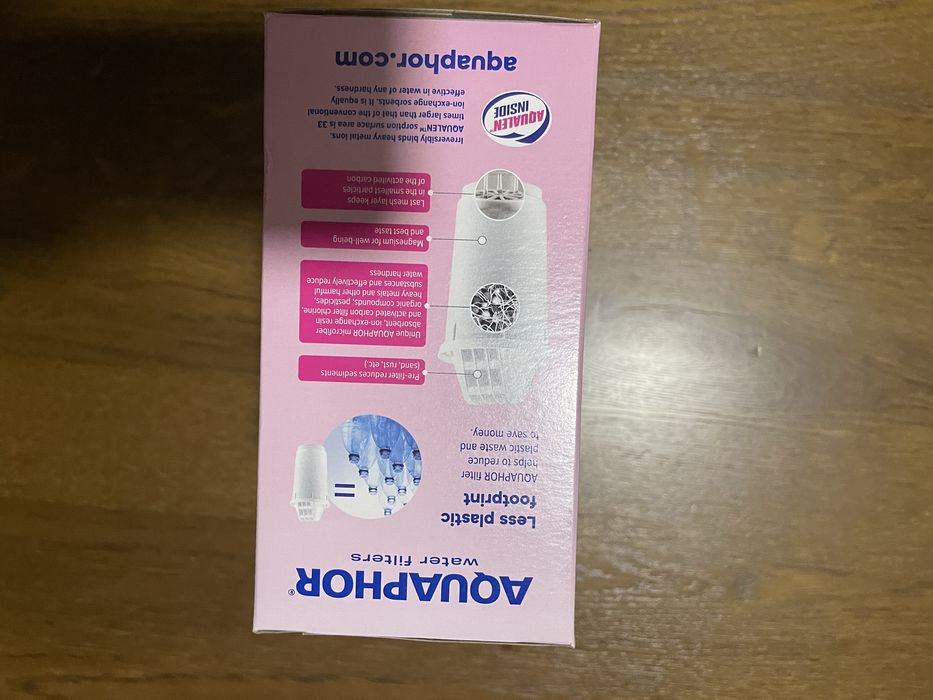 AQUAPHOR®
water filters
Less plastic
footprint
AQUAPHOR filter
helps to reduce
plastic waste and
to save money.
=
Pre-filter reduces sediments
(sand, rust, etc.)
Unique AQUAPHOR microfiber
absorbent, ion-exchange resin
and activated carbon filter chlorine,
organic compounds, pesticides,
heavy metals and other harmful
substances and effectively reduce
water hardness
Magnesium for well-being
and best taste
Last mesh layer keeps
in the smallest particles
of the activated carbon
AQUALEN™
INSIDE
Irreversibly binds heavy metal ions.
AQUALEN™ sorption surface area is 33
times larger than that of the conventional
ion-exchange sorbents. It is equally
effective in water of any hardness.
aquaphor.com